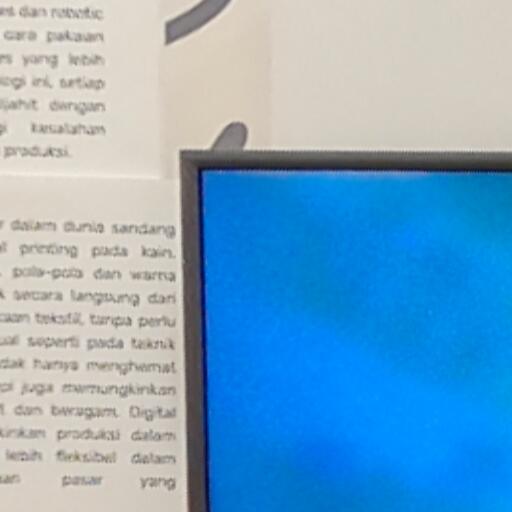 dan robotic
cara pakaian
yang lebih
ini, setiap
dijahit dengan
kesalahan
produksi.
dalam dunia sandang
printing pada kain.
pola-pola dan warna
secara langsung dari
tekstil, tanpa perlu
seperti pada teknik
hanya menghemat
juga memungkinkan
dan beragam. Digital
produksi dalam
lebih fleksibel dalam
pasar yang